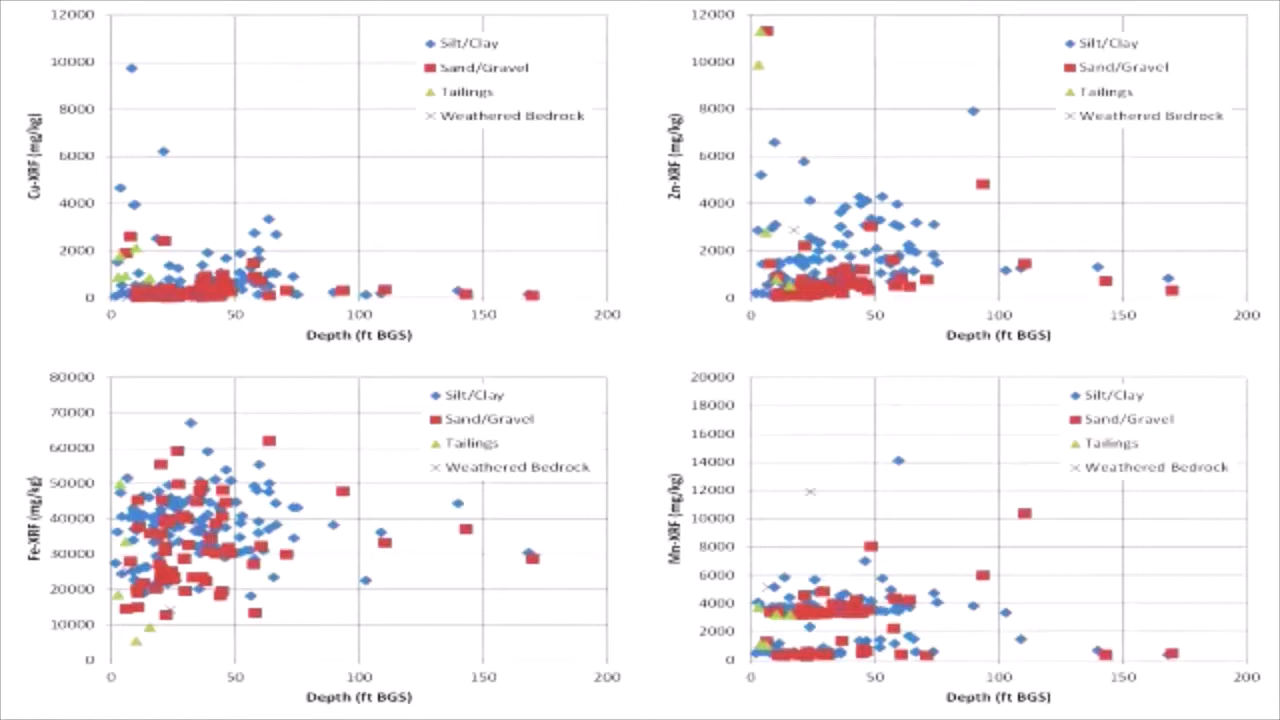 12000
10000
8000
6000
4000
2000
0
Cu-XRF (mg/kg)
Silt/Clay
Sand/Gravel
Tailings
Weathered Bedrock
0 50 100 150 200
Depth (ft BGS)
12000
10000
8000
6000
4000
2000
0
Zn-XRF (mg/kg)
Silt/Clay
Sand/Gravel
Tailings
Weathered Bedrock
0 50 100 150 200
Depth (ft BGS)
80000
70000
60000
50000
40000
30000
20000
10000
0
Fe-XRF (mg/kg)
Silt/Clay
Sand/Gravel
Tailings
Weathered Bedrock
0 50 100 150 200
Depth (ft BGS)
20000
18000
16000
14000
12000
10000
8000
6000
4000
2000
0
Mn-XRF (mg/kg)
Silt/Clay
Sand/Gravel
Tailings
Weathered Bedrock
0 50 100 150 200
Depth (ft BGS)